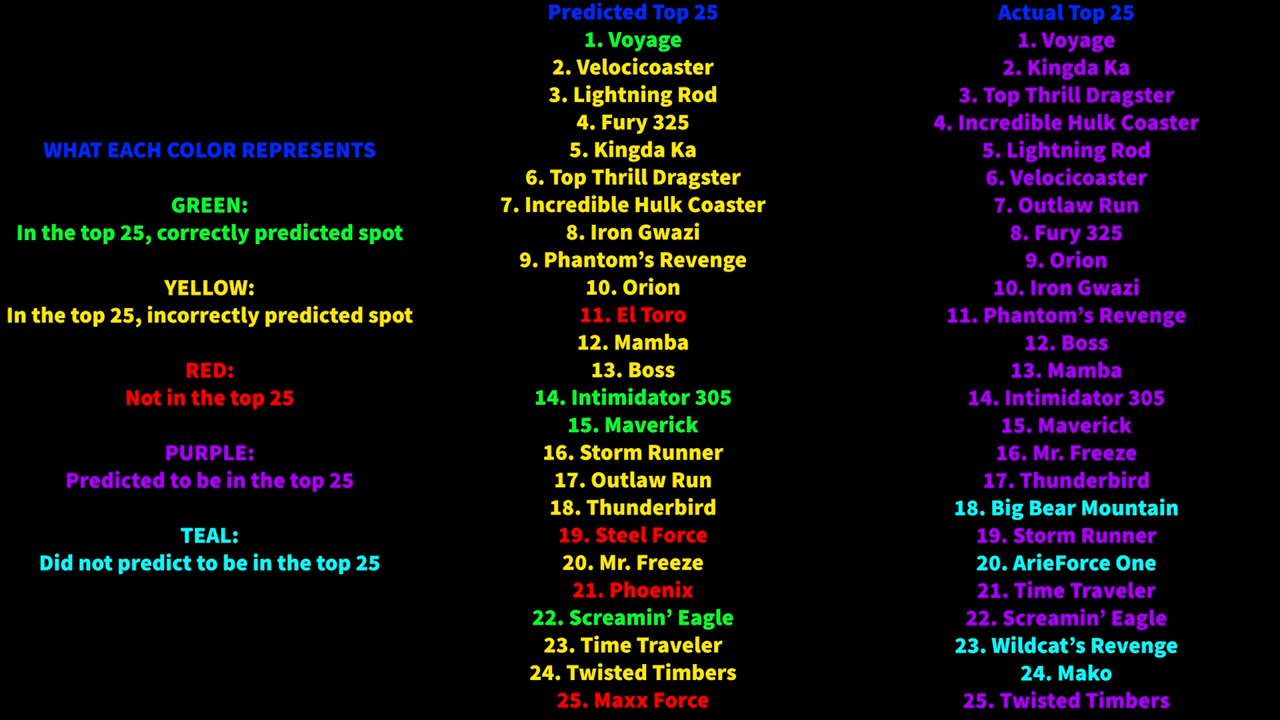 WHAT EACH COLOR REPRESENTS
GREEN:
In the top 25, correctly predicted spot
YELLOW:
In the top 25, incorrectly predicted spot
RED:
Not in the top 25
PURPLE:
Predicted to be in the top 25
TEAL:
Did not predict to be in the top 25
Predicted Top 25
1. Voyage
2. Velocicoaster
3. Lightning Rod
4. Fury 325
5. Kingda Ka
6. Top Thrill Dragster
7. Incredible Hulk Coaster
8. Iron Gwazi
9. Phantom’s Revenge
10. Orion
11. El Toro
12. Mamba
13. Boss
14. Intimidator 305
15. Maverick
16. Storm Runner
17. Outlaw Run
18. Thunderbird
19. Steel Force
20. Mr. Freeze
21. Phoenix
22. Screamin’ Eagle
23. Time Traveler
24. Twisted Timbers
25. Maxx Force
Actual Top 25
1. Voyage
2. Kingda Ka
3. Top Thrill Dragster
4. Incredible Hulk Coaster
5. Lightning Rod
6. Velocicoaster
7. Outlaw Run
8. Fury 325
9. Orion
10. Iron Gwazi
11. Phantom’s Revenge
12. Boss
13. Mamba
14. Intimidator 305
15. Maverick
16. Mr. Freeze
17. Thunderbird
18. Big Bear Mountain
19. Storm Runner
20. ArieForce One
21. Time Traveler
22. Screamin’ Eagle
23. Wildcat’s Revenge
24. Mako
25. Twisted Timbers